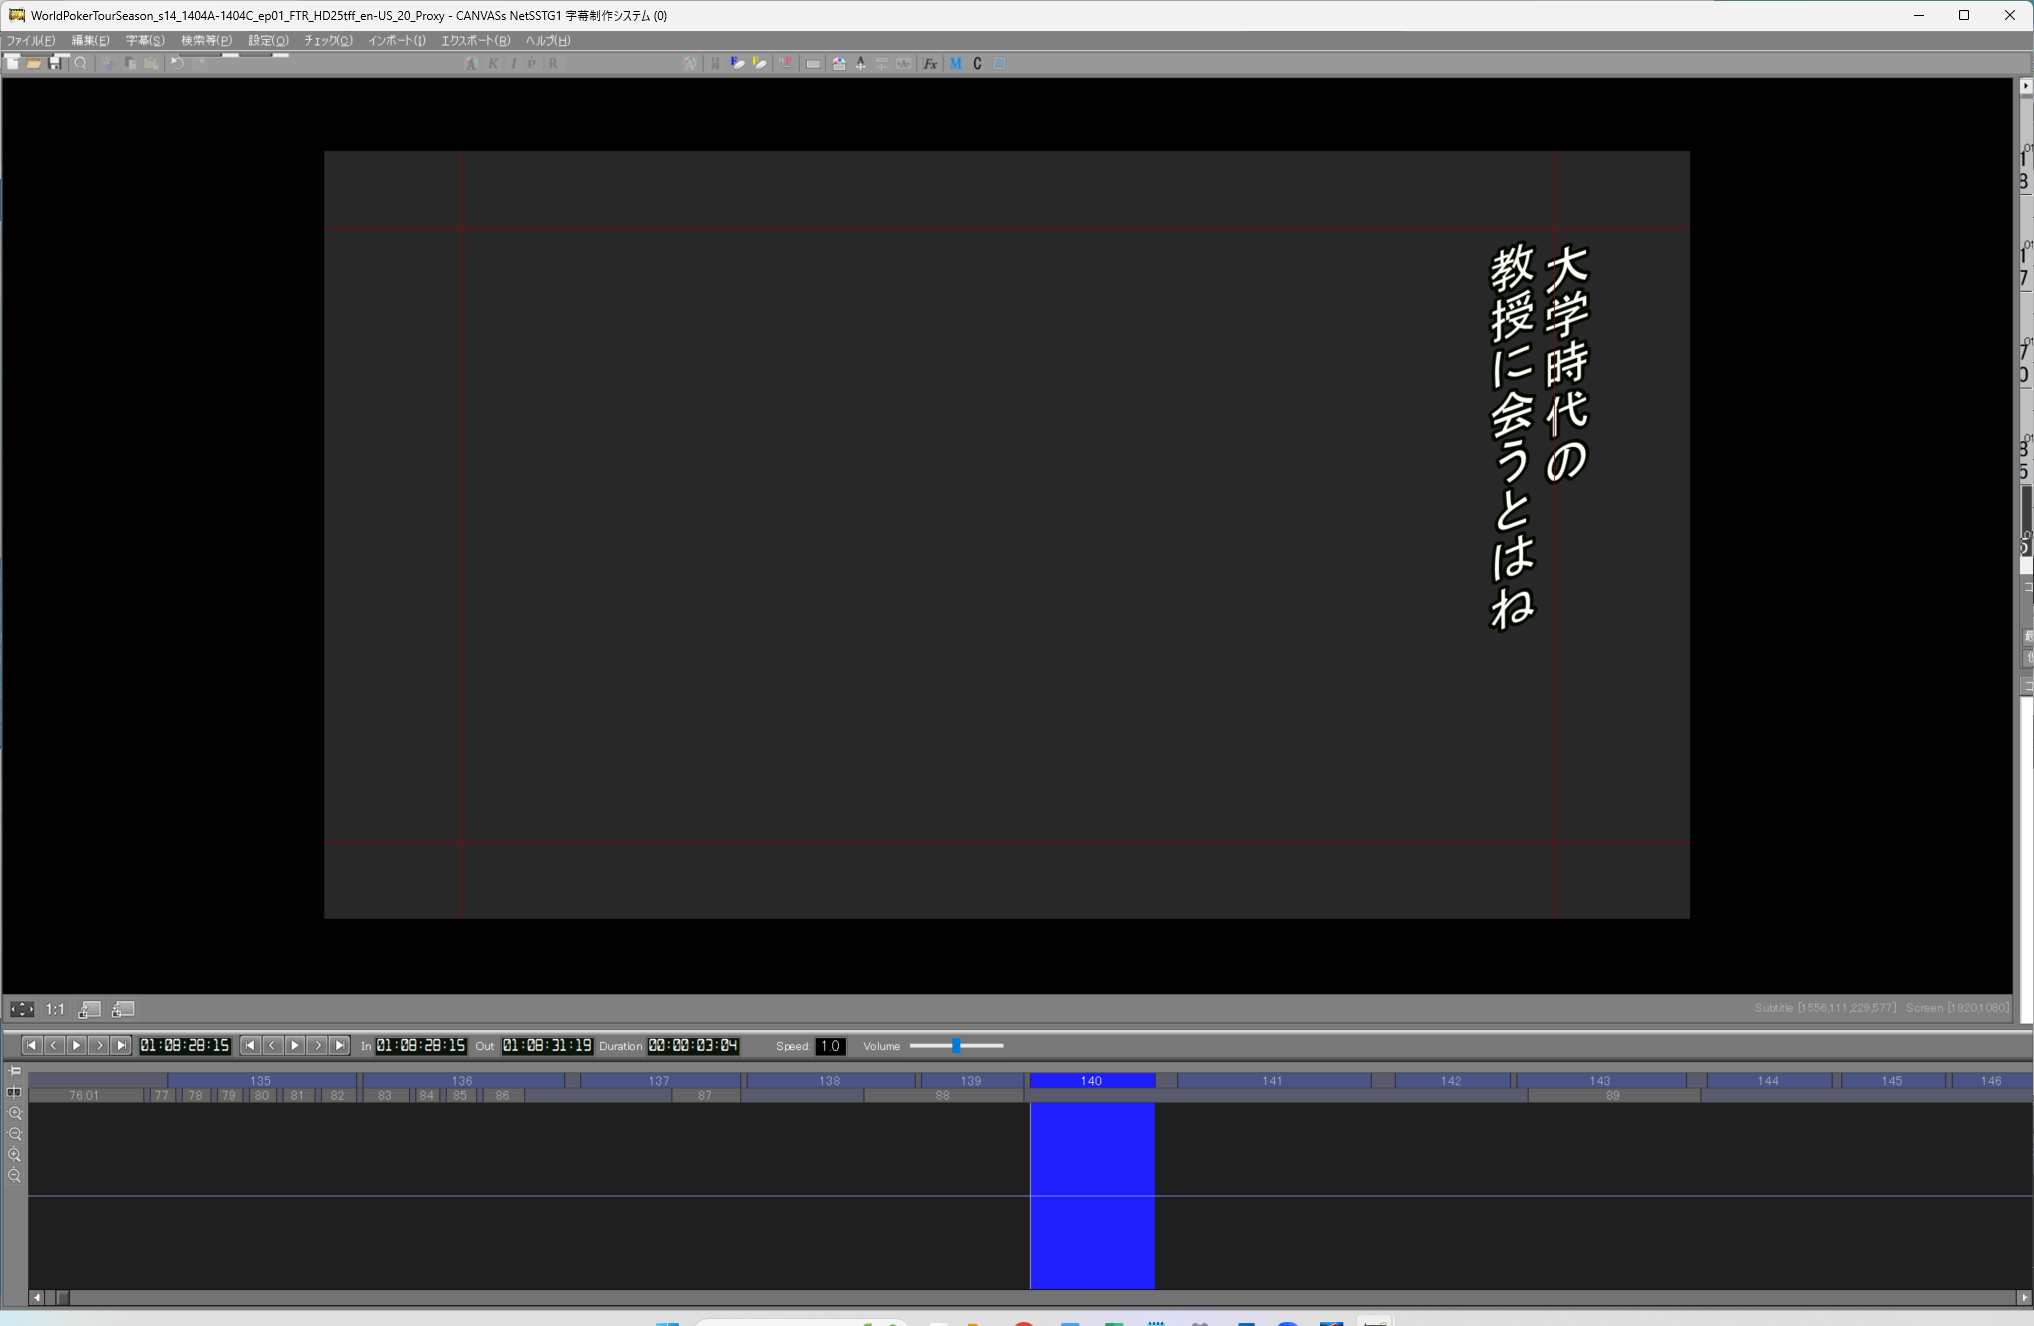 WorldPokerTourSeason_s14_1404A-1404C_ep01_FTR_HD25tff_en-US_20_Proxy - CANVASs NetSSTG1 字幕制作システム (0)
ファイル(F) 編集(E) 字幕(S) 検索等(P) 設定(O) チェック(C) インポート(I) エクスポート(R) ヘルプ(H)
A K I P R Fx M C
大学時代の
教授に会うとはね
1:1
Subtitle [1556,111,229,577] : Screen [1920,1080]
01:08:28:15 In 01:08:28:15 Out 01:08:31:19 Duration 00:00:03:04 Speed: 1.0 Volume
135 136 137 138 139 140 141 142 143 144 145 146
76.01 77 78 79 80 81 82 83 84 85 86 87 88 89